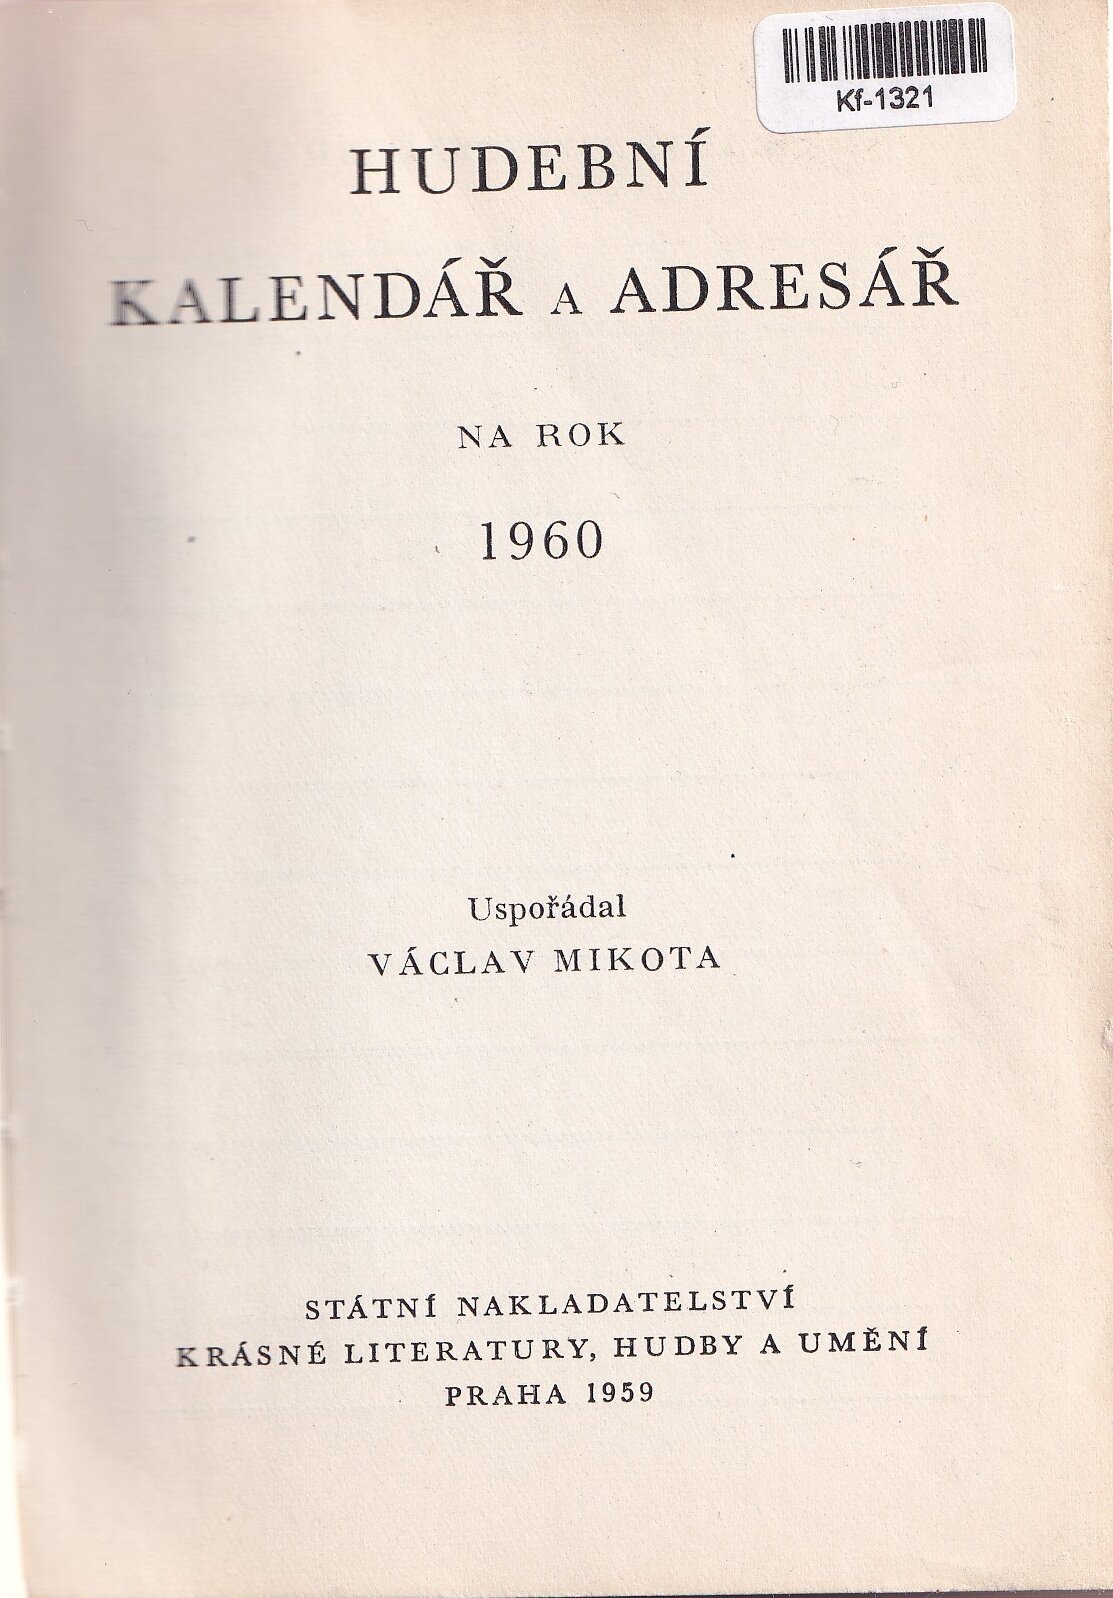 Kf-1321
HUDEBNÍ
KALENDÁŘ A ADRESÁŘ
NA ROK
1960
Uspořádal
VÁCLAV MIKOTA
STÁTNÍ NAKLADATELSTVÍ
KRÁSNÉ LITERATURY, HUDBY A UMĚNÍ
PRAHA 1959